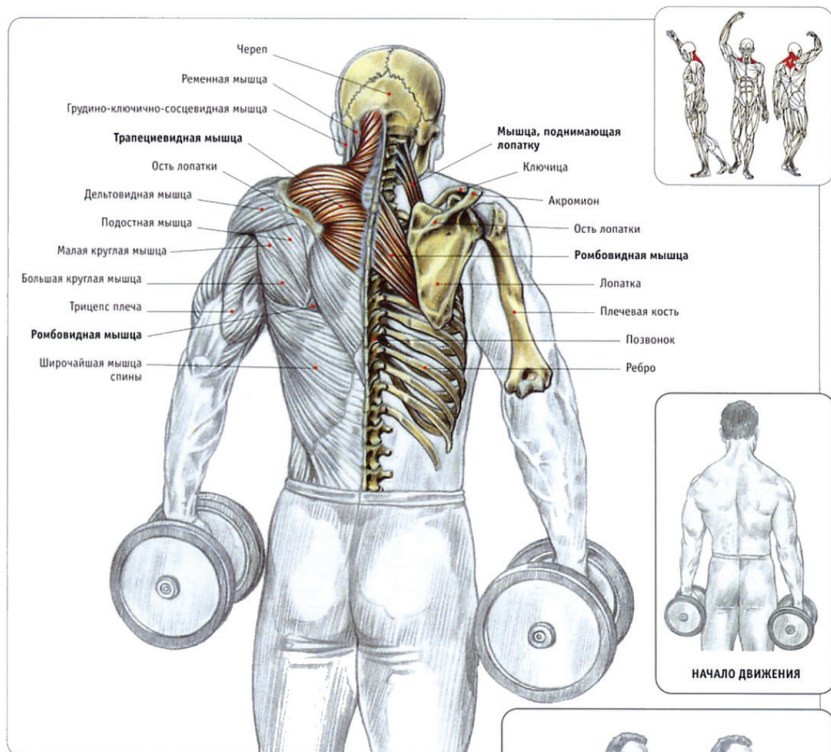 Череп
Ременная мышца
Грудино-ключично-сосцевидная мышца
Трапециевидная мышца
Ость лопатки
Дельтовидная мышца
Подостная мышца
Малая круглая мышца
Большая круглая мышца
Трицепс плеча
Ромбовидная мышца
Широчайшая мышца
спины
Мышца, поднимающая
лопатку
Ключица
Акромион
Ость лопатки
Ромбовидная мышца
Лопатка
Плечевая кость
Позвонок
Ребро
НАЧАЛО ДВИЖЕНИЯ